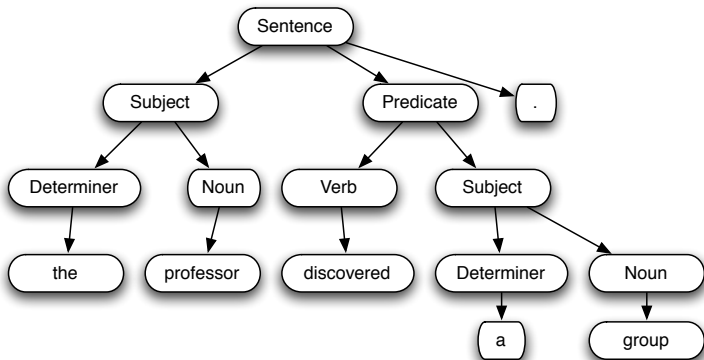 Sentence
Subject Predicate .
Determiner Noun Verb Subject
the professor discovered Determiner Noun
a group